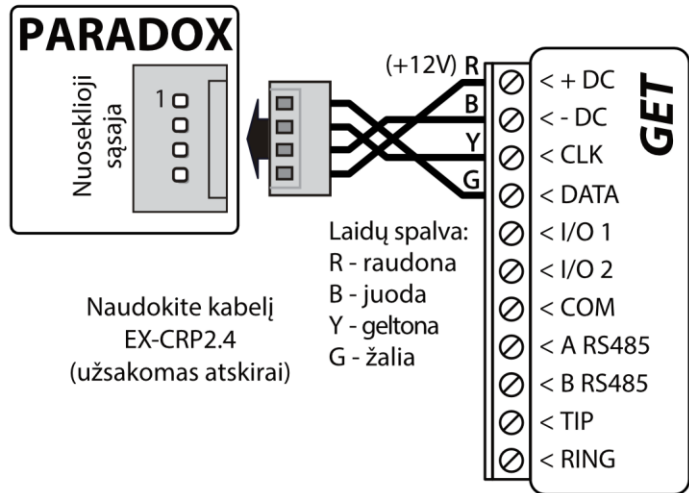 PARADOX
Nuoseklioji
sąsaja
1
(+12V) R
B
Y
G
< + DC
< - DC
< CLK
< DATA
< I/O 1
< I/O 2
< COM
< A RS485
< B RS485
< TIP
< RING
GET
Laidų spalva:
R - raudona
B - juoda
Y - geltona
G - žalia
Naudokite kabelį
EX-CRP2.4
(užsakomas atskirai)